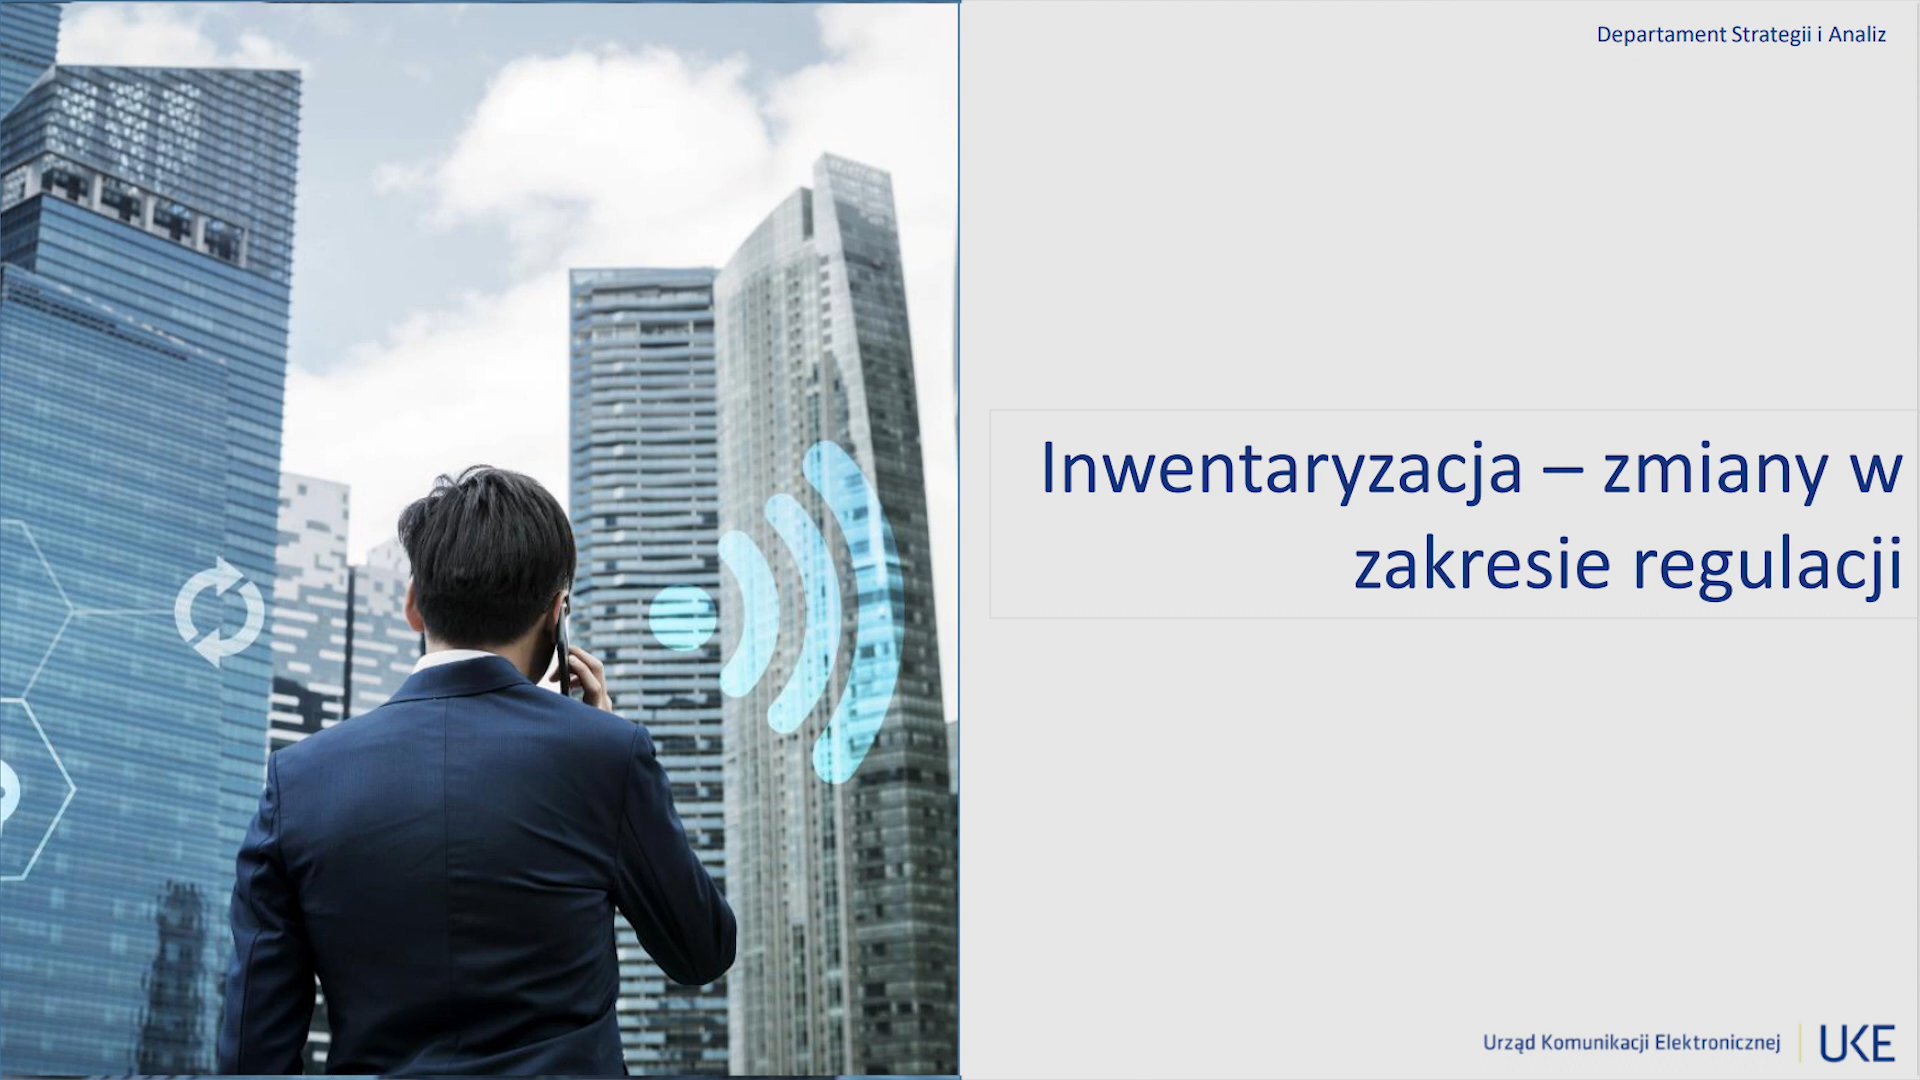 Departament Strategii i Analiz
Inwentaryzacja – zmiany w
zakresie regulacji
Urząd Komunikacji Elektronicznej
UKE